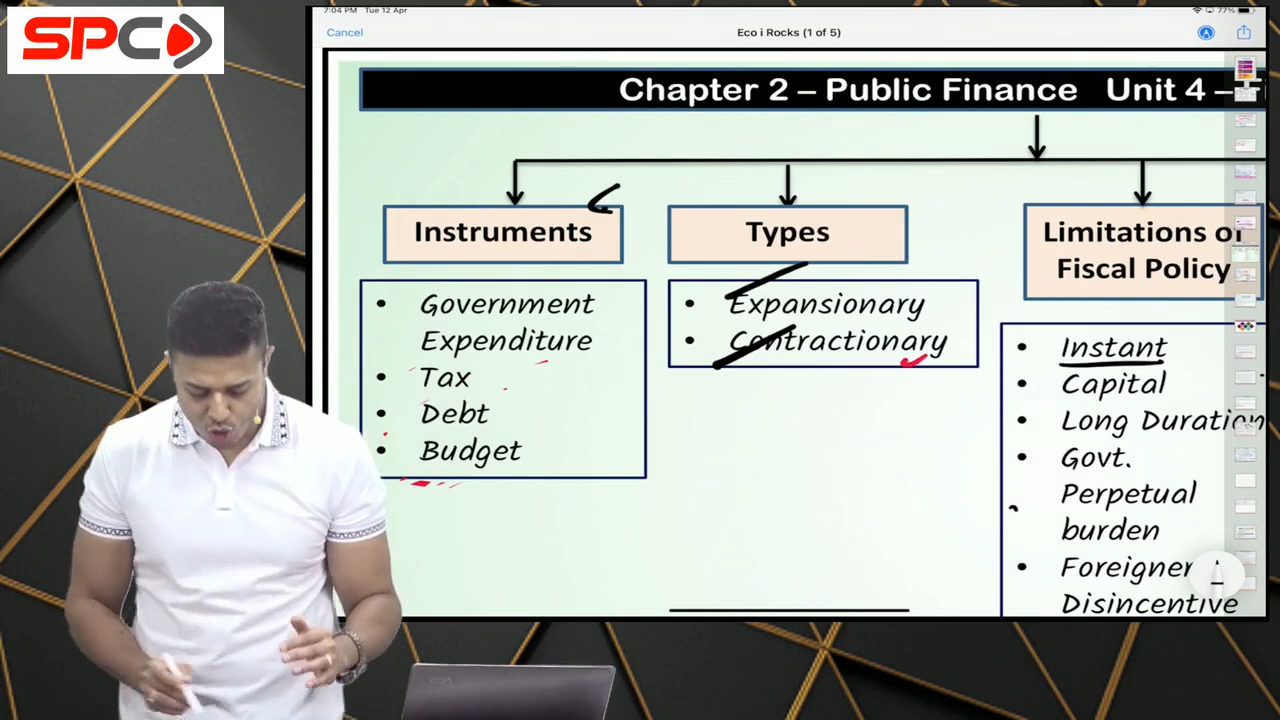 SPC
7:04 PM Tue 12 Apr
77%
Cancel
Eco i Rocks (1 of 5)
Chapter 2 – Public Finance Unit 4 –
Instruments
• Government
Expenditure
• Tax
• Debt
• Budget
Types
• Expansionary
• Contractionary
Limitations of
Fiscal Policy
• Instant
• Capital
• Long Duration
• Govt.
Perpetual
burden
• Foreigner
Disincentive